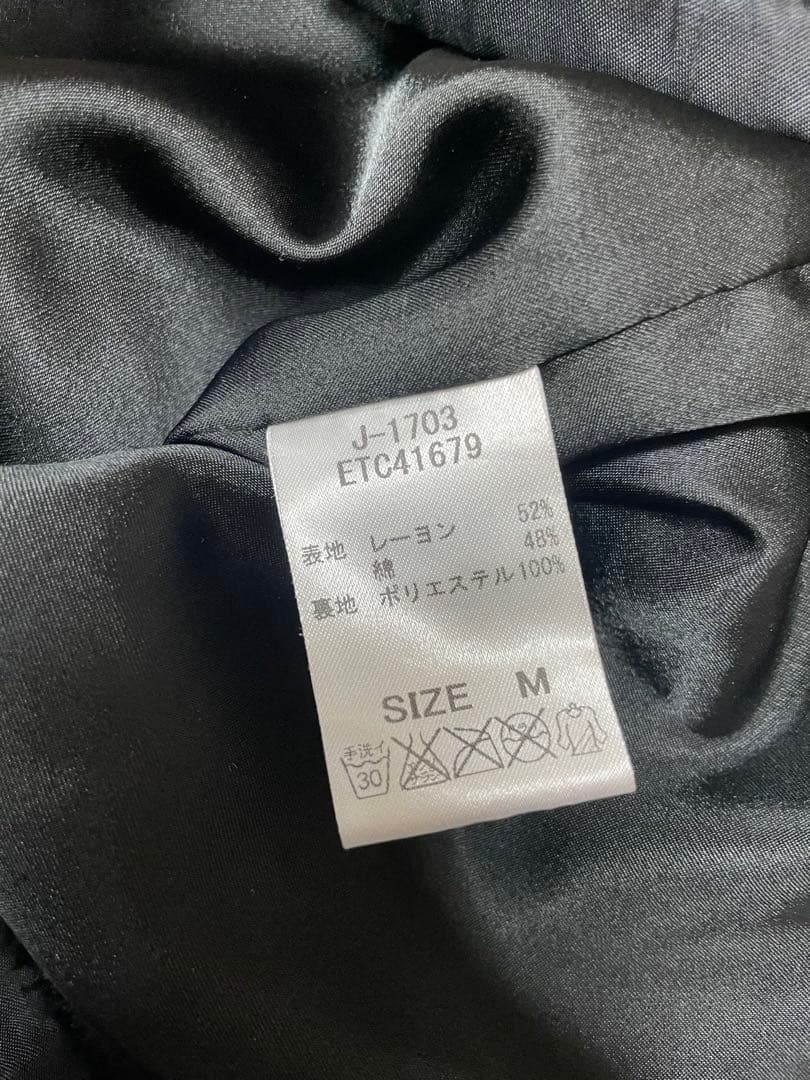 J-1703
ETC41679
表地 レーヨン 52%
綿 48%
裏地 ポリエステル100%
SIZE M
手洗イ
30